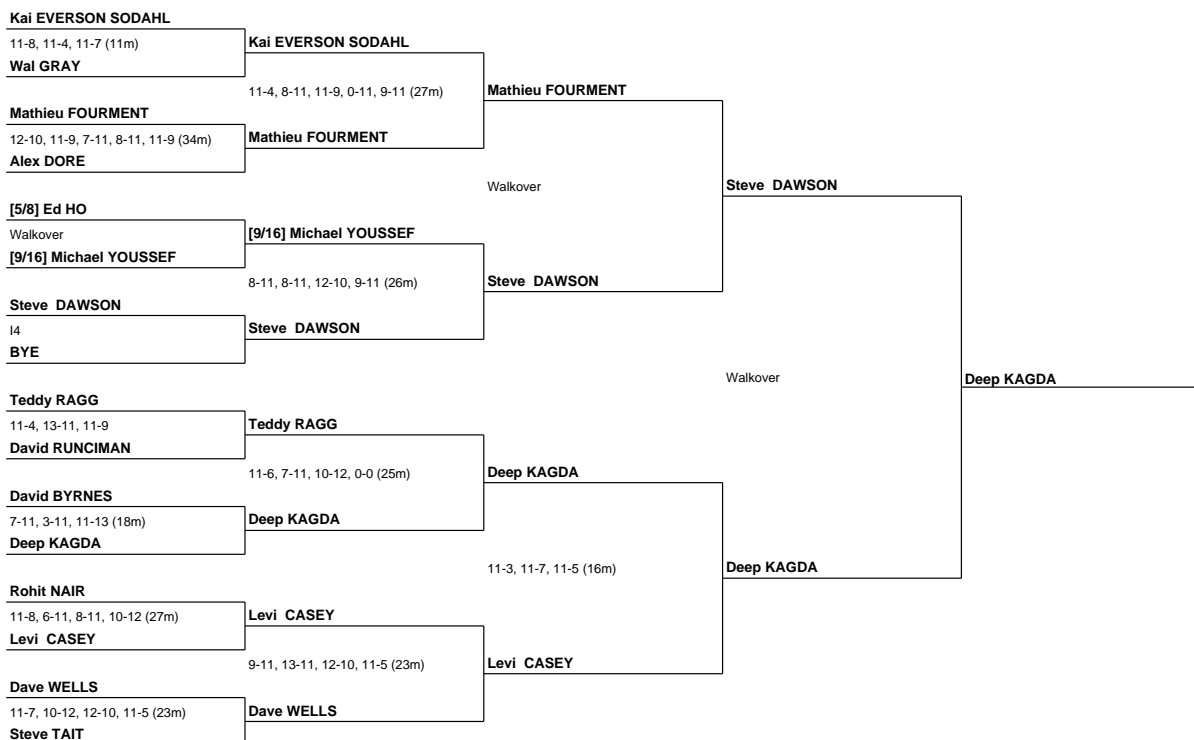 Kai EVERSON SODAHL
11-8, 11-4, 11-7 (11m)
Wal GRAY
Mathieu FOURMENT
12-10, 11-9, 7-11, 8-11, 11-9 (34m)
Alex DORE
[5/8] Ed HO
Walkover
[9/16] Michael YOUSSEF
Steve DAWSON
I4
BYE
Teddy RAGG
11-4, 13-11, 11-9
David RUNCIMAN
David BYRNES
7-11, 3-11, 11-13 (18m)
Deep KAGDA
Rohit NAIR
11-8, 6-11, 8-11, 10-12 (27m)
Levi CASEY
Dave WELLS
11-7, 10-12, 12-10, 11-5 (23m)
Steve TAIT
Kai EVERSON SODAHL
11-4, 8-11, 11-9, 0-11, 9-11 (27m)
Mathieu FOURMENT
[9/16] Michael YOUSSEF
8-11, 8-11, 12-10, 9-11 (26m)
Steve DAWSON
Teddy RAGG
11-6, 7-11, 10-12, 0-0 (25m)
Deep KAGDA
Levi CASEY
9-11, 13-11, 12-10, 11-5 (23m)
Dave WELLS
Mathieu FOURMENT
Walkover
Steve DAWSON
Deep KAGDA
11-3, 11-7, 11-5 (16m)
Levi CASEY
Steve DAWSON
Walkover
Deep KAGDA
Deep KAGDA